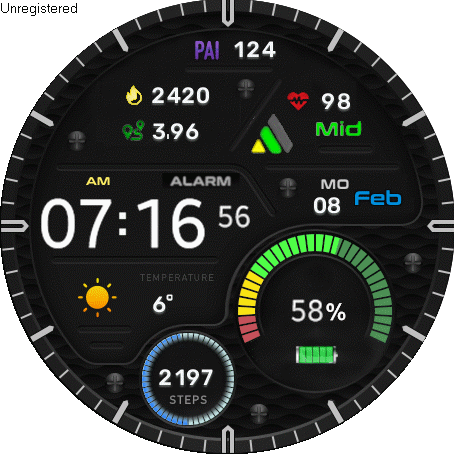 Unregistered
PAI 124
2420
98
3.96
Mid
AM
ALARM
MO
08
Feb
07:16 56
TEMPERATURE
6°
58%
2197
STEPS